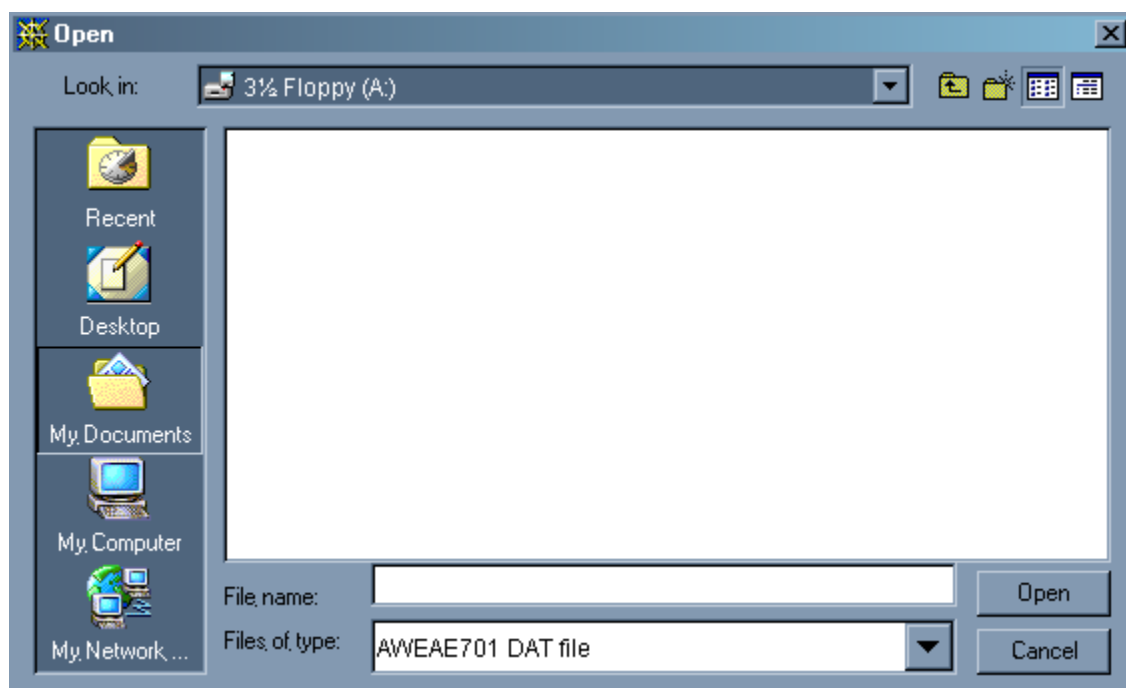 Open
Look in:
3½ Floppy (A:)
Recent
Desktop
My Documents
My Computer
My Network ...
File name:
Open
Files of type:
AWEAE701 DAT file
Cancel